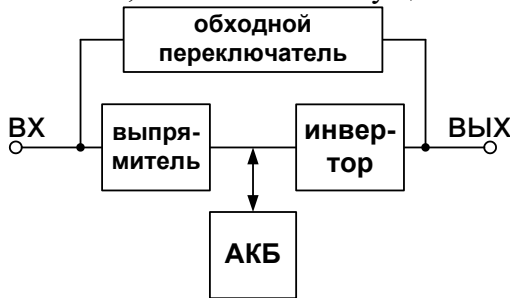 обходной
переключатель
ВХ
выпря-
митель
инвер-
тор
ВЫХ
АКБ